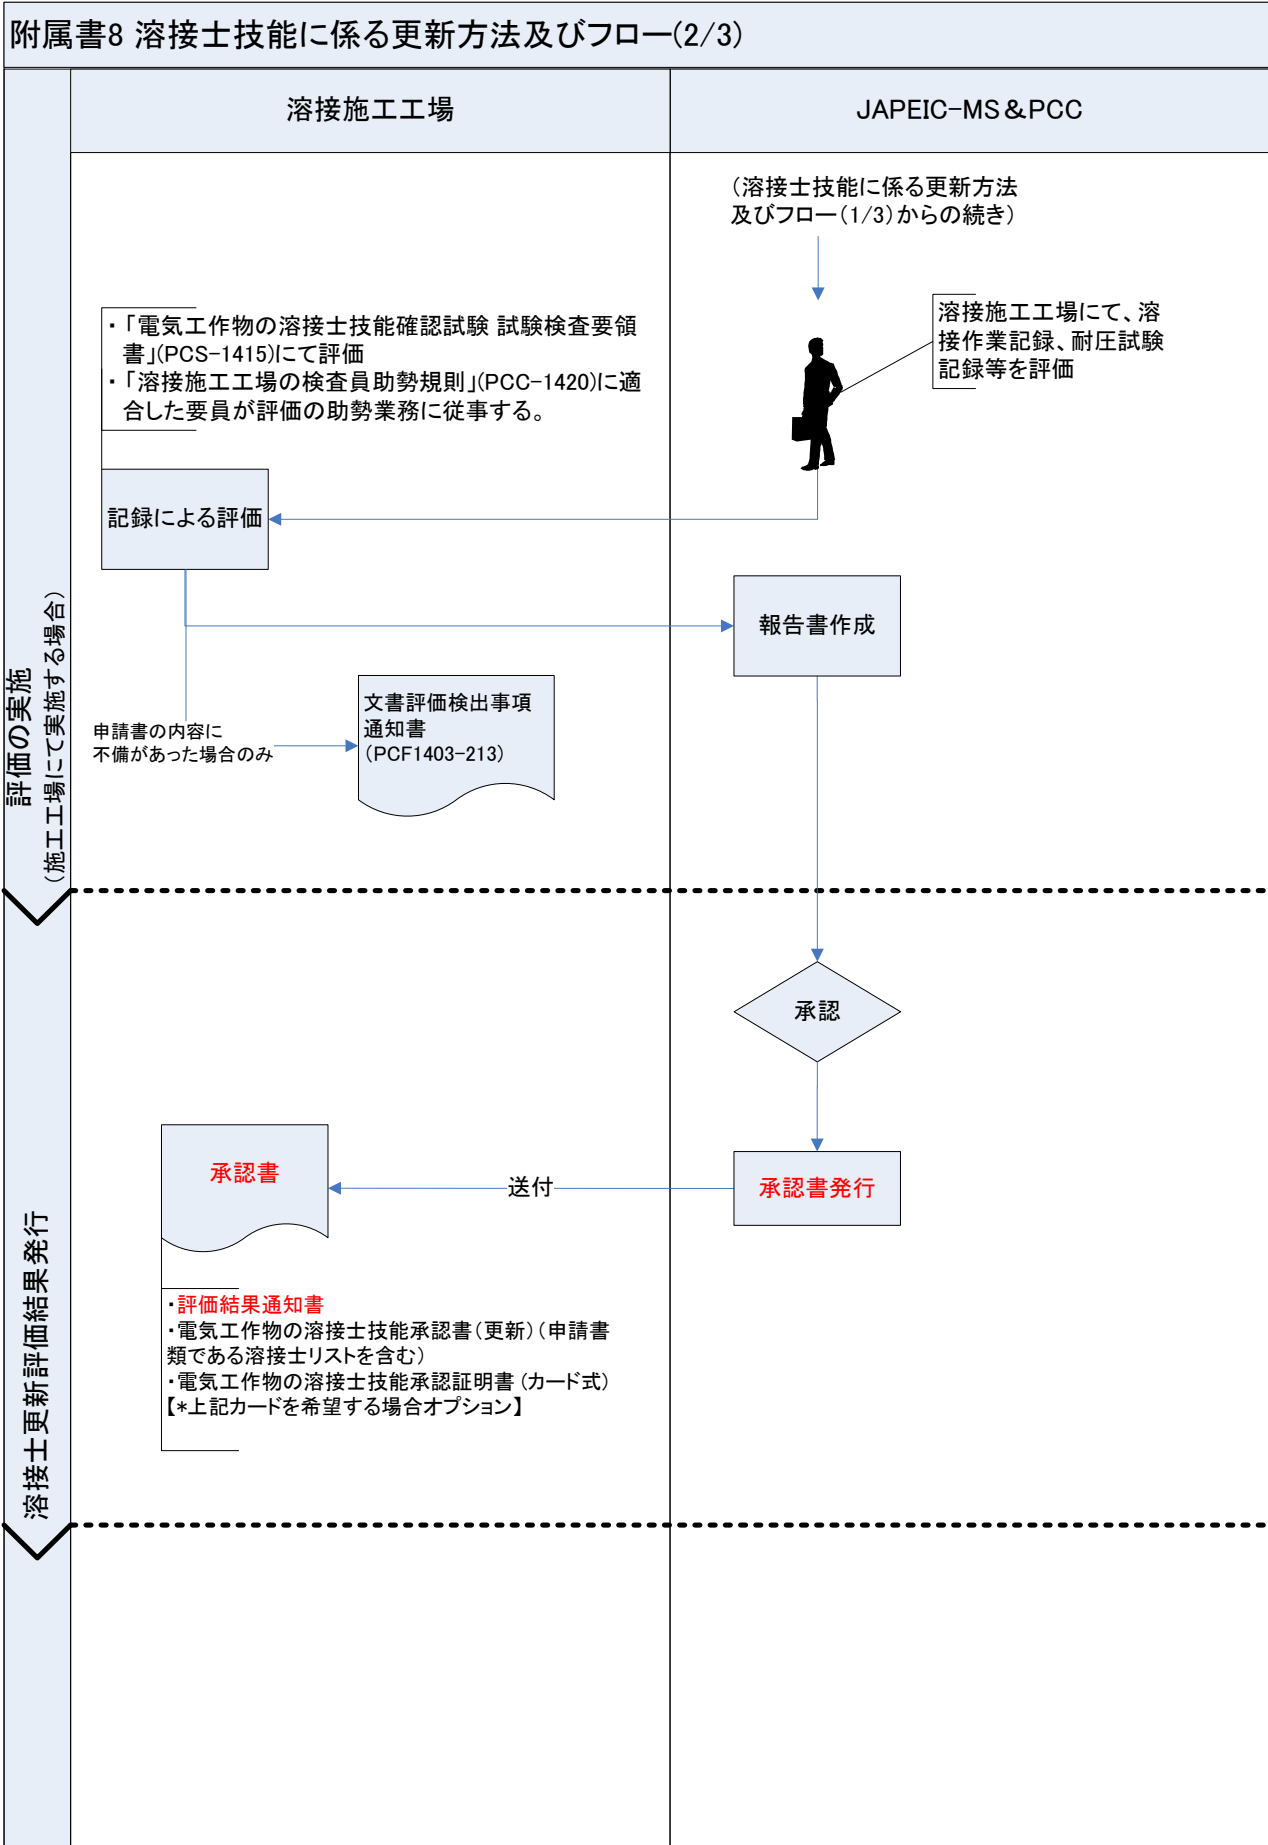 附属書8 溶接士技能に係る更新方法及びフロー(2/3)
溶接施工工場
JAPEIC-MS＆PCC
評価の実施
（施工工場にて実施する場合）
（溶接士技能に係る更新方法
及びフロー（1/3）からの続き）
溶接施工工場にて、溶
接作業記録、耐圧試験
記録等を評価
・「電気工作物の溶接士技能確認試験 試験検査要領
書」(PCS-1415)にて評価
・「溶接施工工場の検査員助勢規則」(PCC-1420)に適
合した要員が評価の助勢業務に従事する。
記録による評価
報告書作成
申請書の内容に
不備があった場合のみ
文書評価検出事項
通知書
(PCF1403-213)
溶接士更新評価結果発行
承認
承認書
送付
承認書発行
・評価結果通知書
・電気工作物の溶接士技能承認書（更新）（申請書
類である溶接士リストを含む）
・電気工作物の溶接士技能承認証明書（カード式）
【*上記カードを希望する場合オプション】